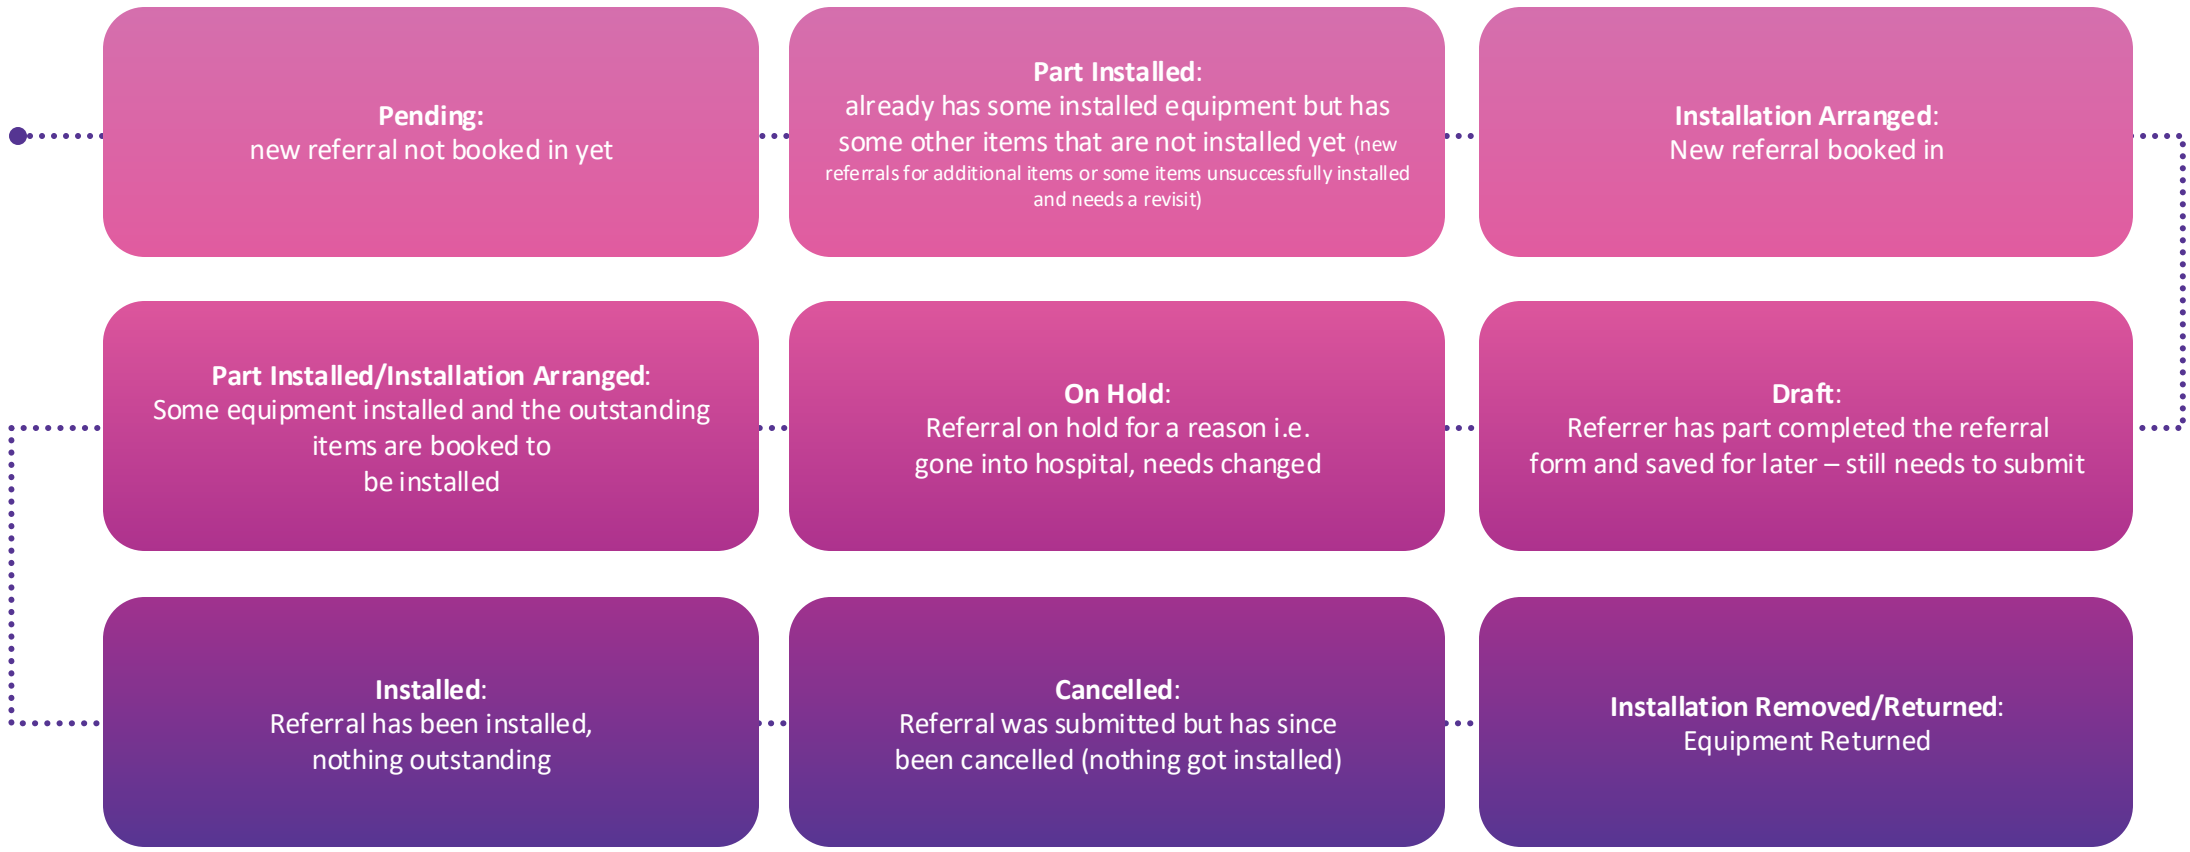 Pending:
new referral not booked in yet
Part Installed:
already has some installed equipment but has
some other items that are not installed yet (new
referrals for additional items or some items unsuccessfully installed
and needs a revisit)
Installation Arranged:
New referral booked in
Part Installed/Installation Arranged:
Some equipment installed and the outstanding
items are booked to
be installed
On Hold:
Referral on hold for a reason i.e.
gone into hospital, needs changed
Draft:
Referrer has part completed the referral
form and saved for later – still needs to submit
Installed:
Referral has been installed,
nothing outstanding
Cancelled:
Referral was submitted but has since
been cancelled (nothing got installed)
Installation Removed/Returned:
Equipment Returned